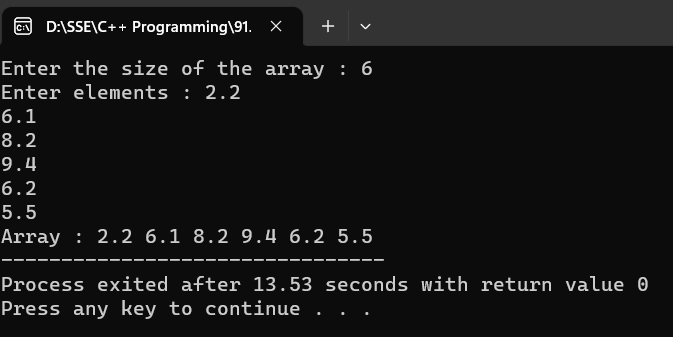 D:\SSE\C++ Programming\91.
Enter the size of the array : 6
Enter elements : 2.2
6.1
8.2
9.4
6.2
5.5
Array : 2.2 6.1 8.2 9.4 6.2 5.5
--------------------------------
Process exited after 13.53 seconds with return value 0
Press any key to continue . . .